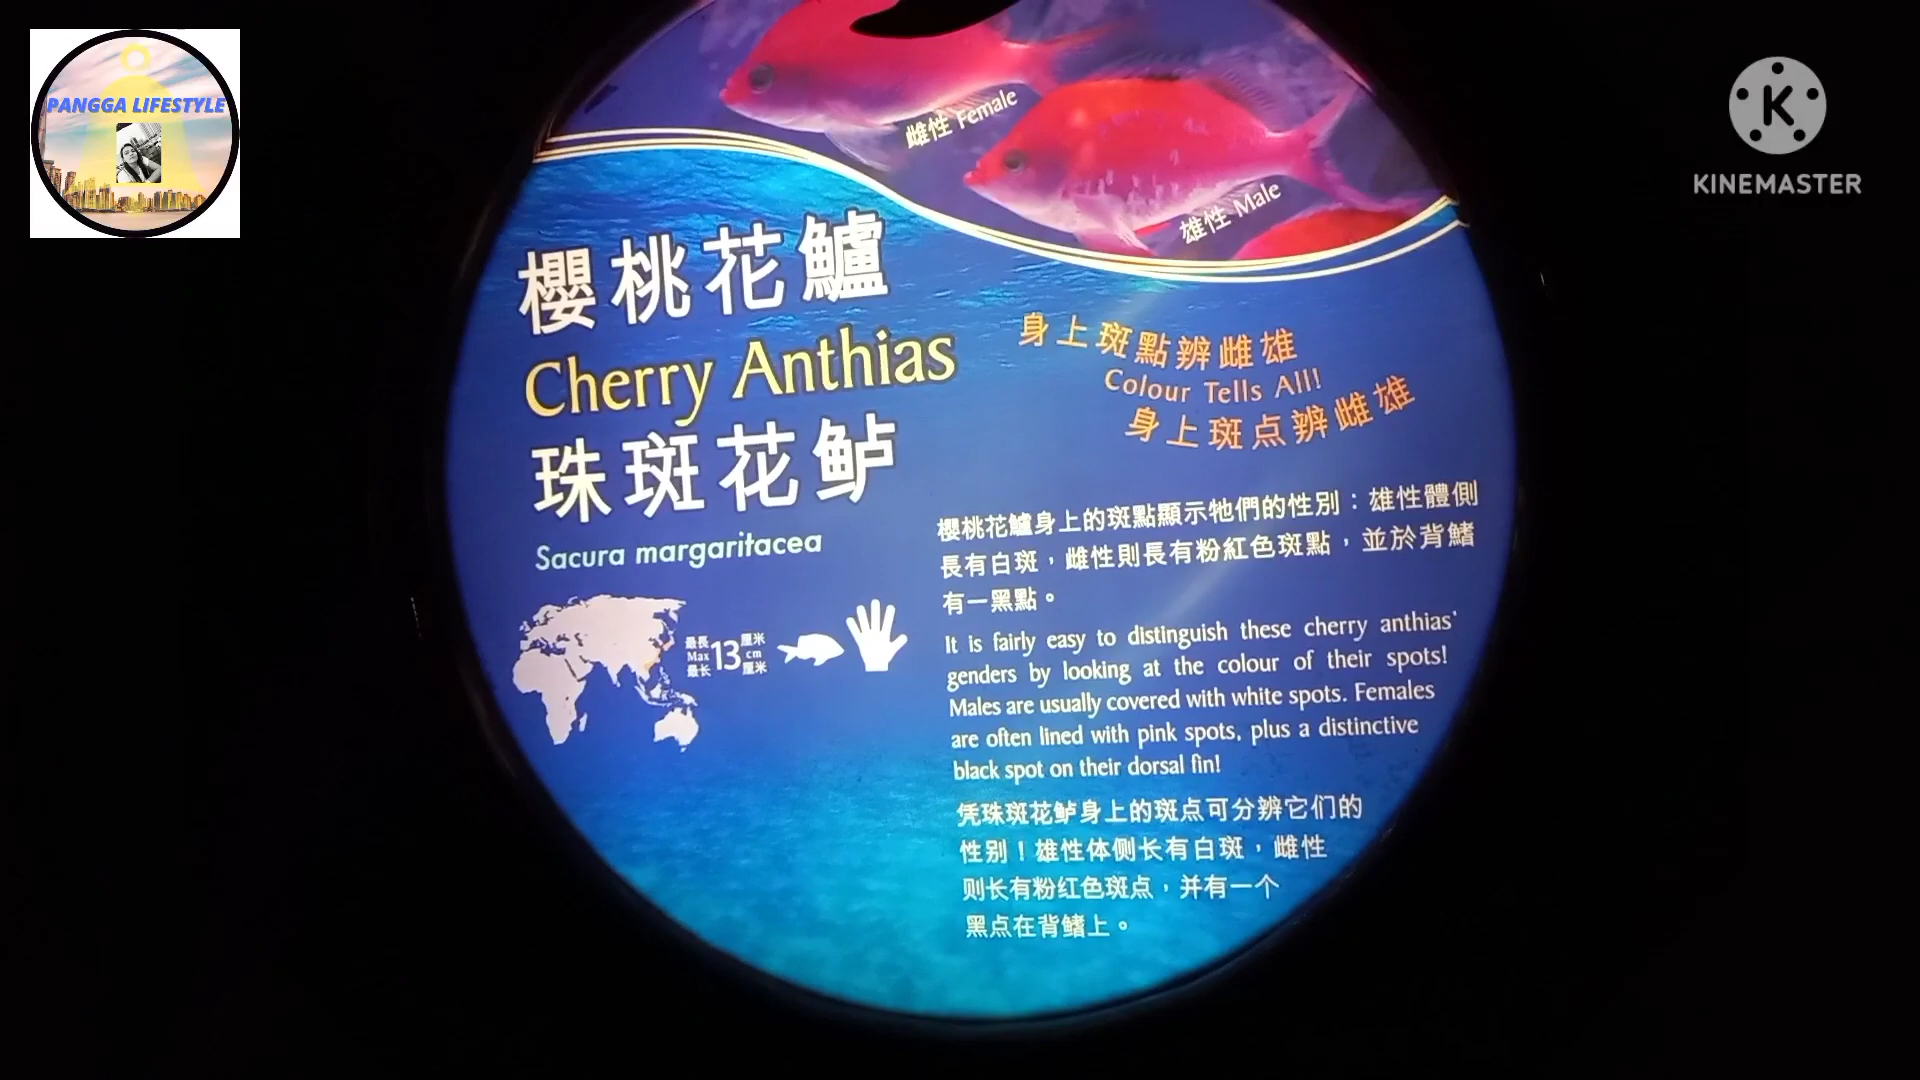 PANGGA LIFESTYLE
KINEMASTER
雌性 Female
雄性 Male
櫻桃花鱸
Cherry Anthias
珠斑花鲈
Sacura margaritacea
身上斑點辨雌雄
Colour Tells All!
身上斑点辨雌雄
最長
Max 13 cm
最长
厘米
厘米
櫻桃花鱸身上的斑點顯示牠們的性別：雄性體側
長有白斑，雌性則長有粉紅色斑點，並於背鰭
有一黑點。
It is fairly easy to distinguish these cherry anthias'
genders by looking at the colour of their spots!
Males are usually covered with white spots. Females
are often lined with pink spots, plus a distinctive
black spot on their dorsal fin!
凭珠斑花鲈身上的斑点可分辨它们的
性别！雄性体侧长有白斑，雌性
则长有粉红色斑点，并有一个
黑点在背鳍上。